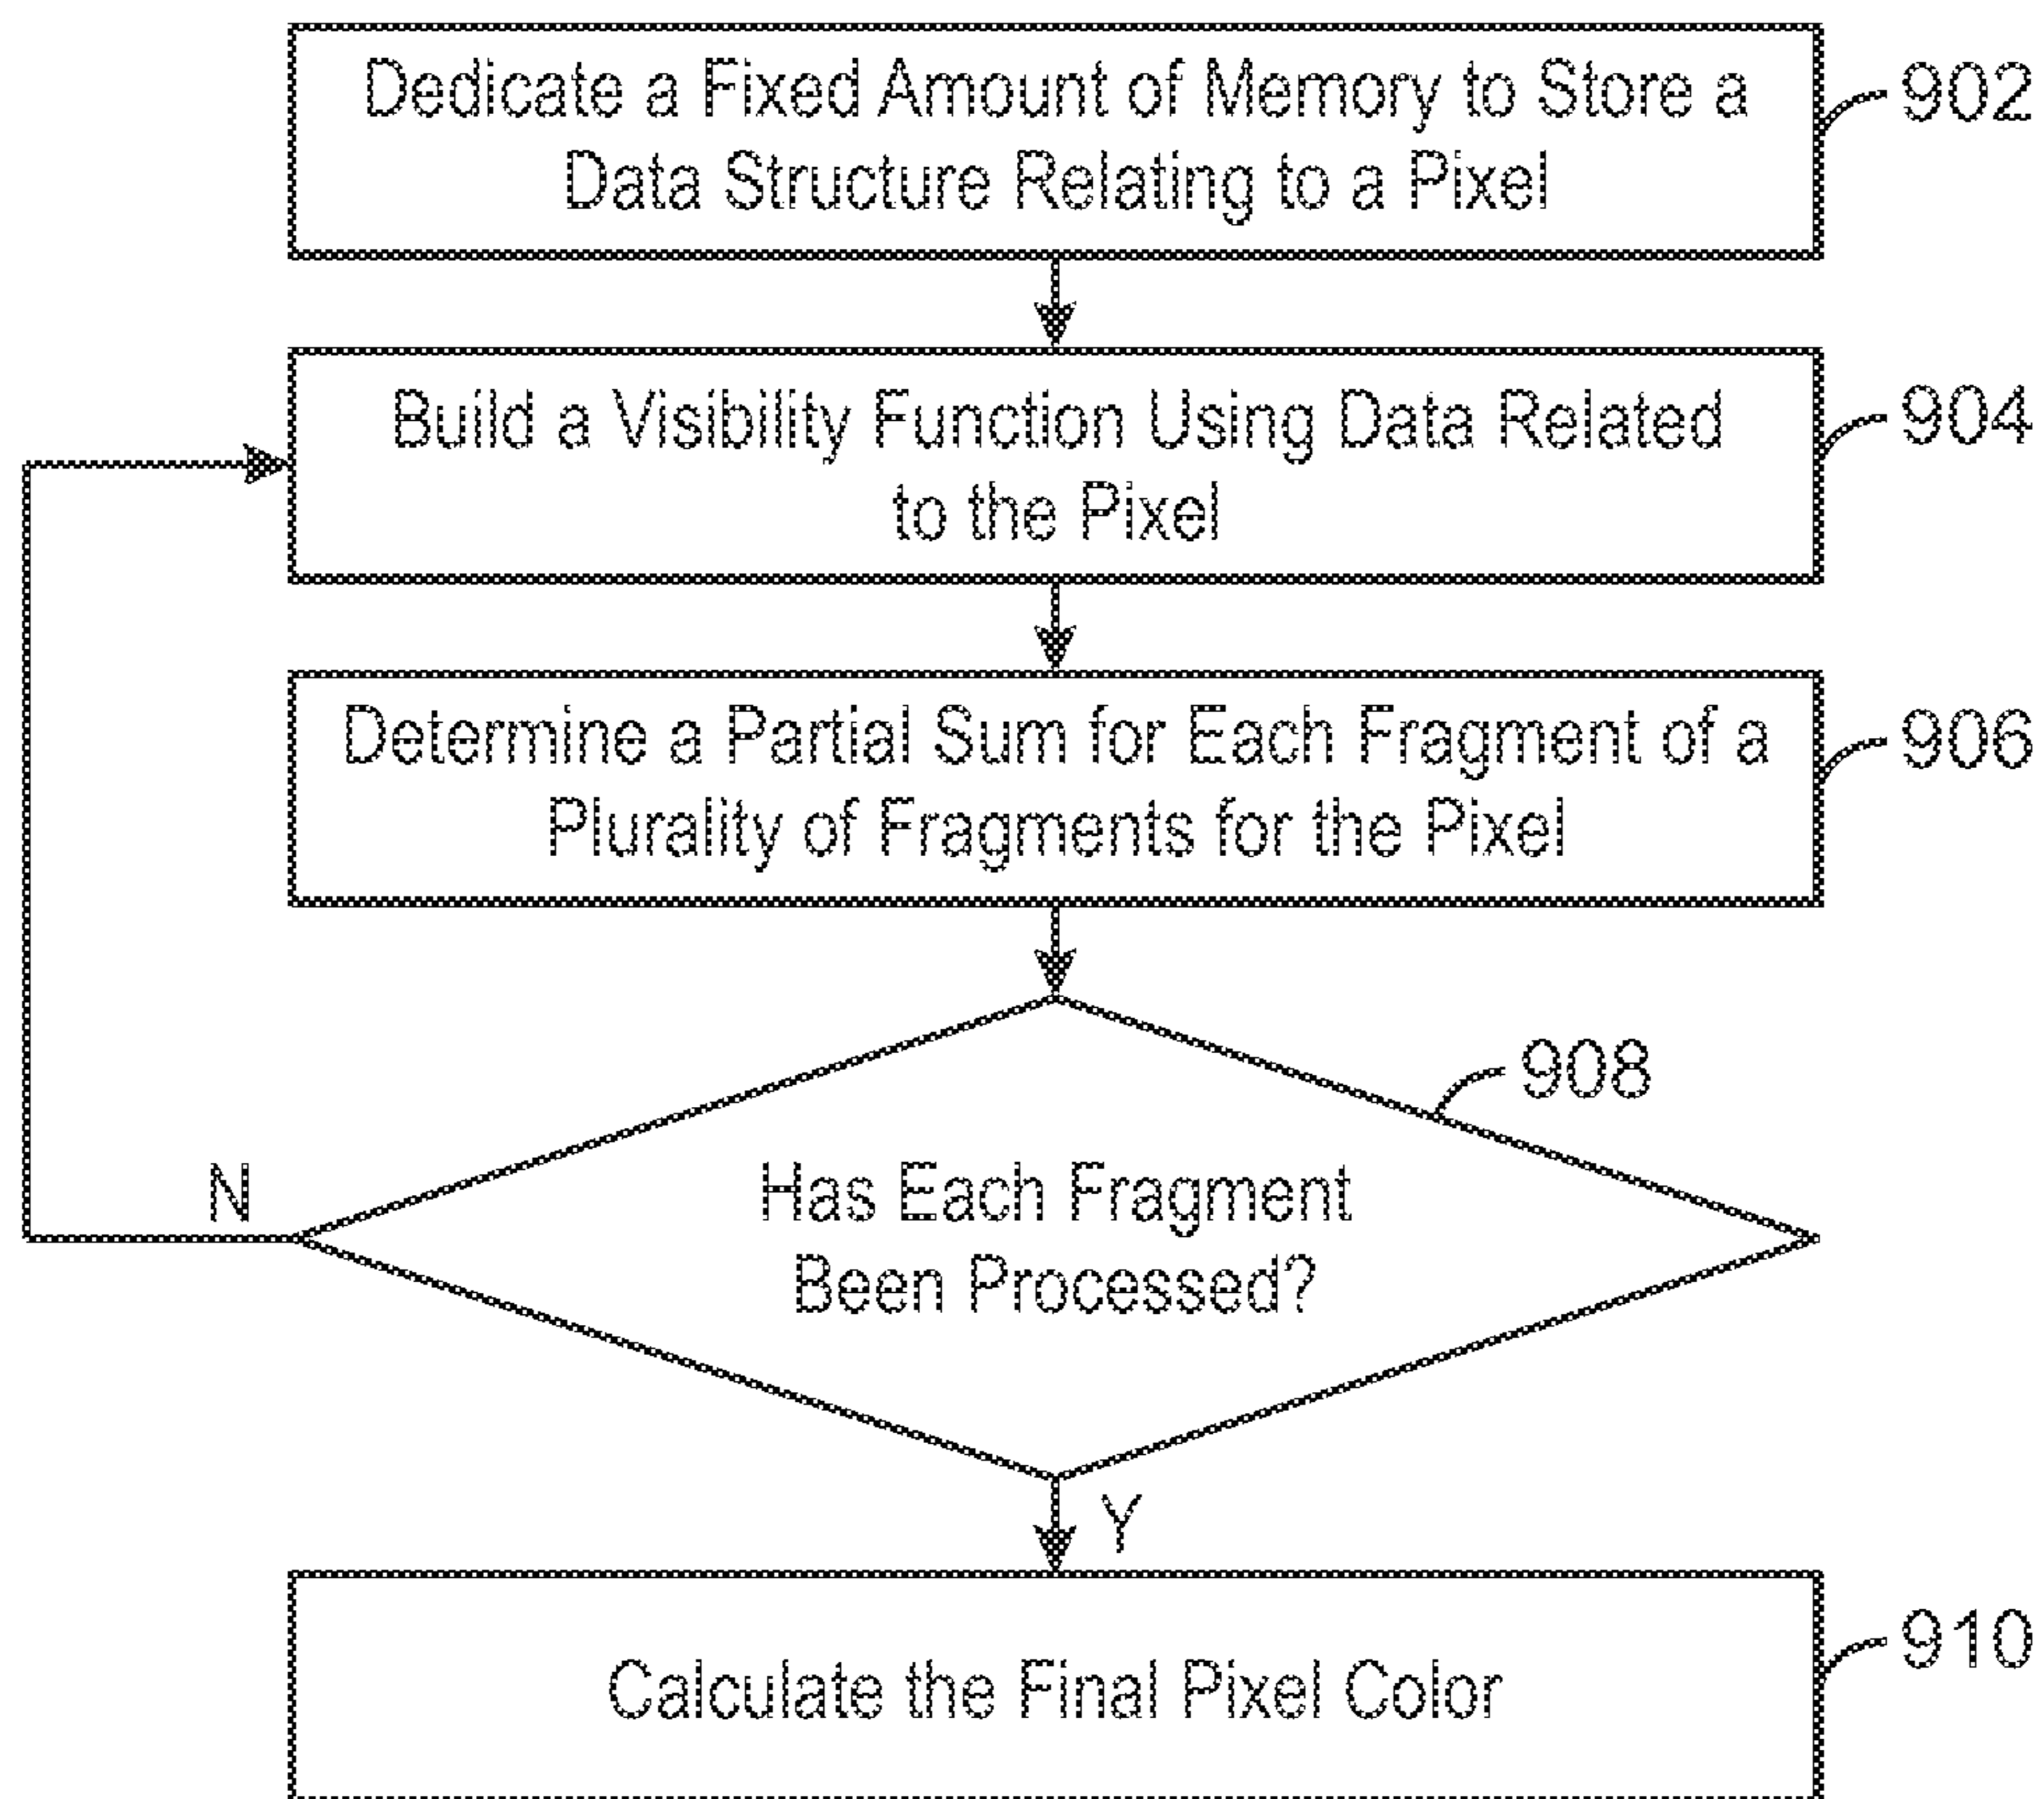 Dedicate a Fixed Amount of Memory to Store a
Data Structure Relating to a Pixel
902
Build a Visibility Function Using Data Related
to the Pixel
904
Determine a Partial Sum for Each Fragment of a
Plurality of Fragments for the Pixel
906
908
Has Each Fragment
Been Processed?
N
Y
Calculate the Final Pixel Color
910